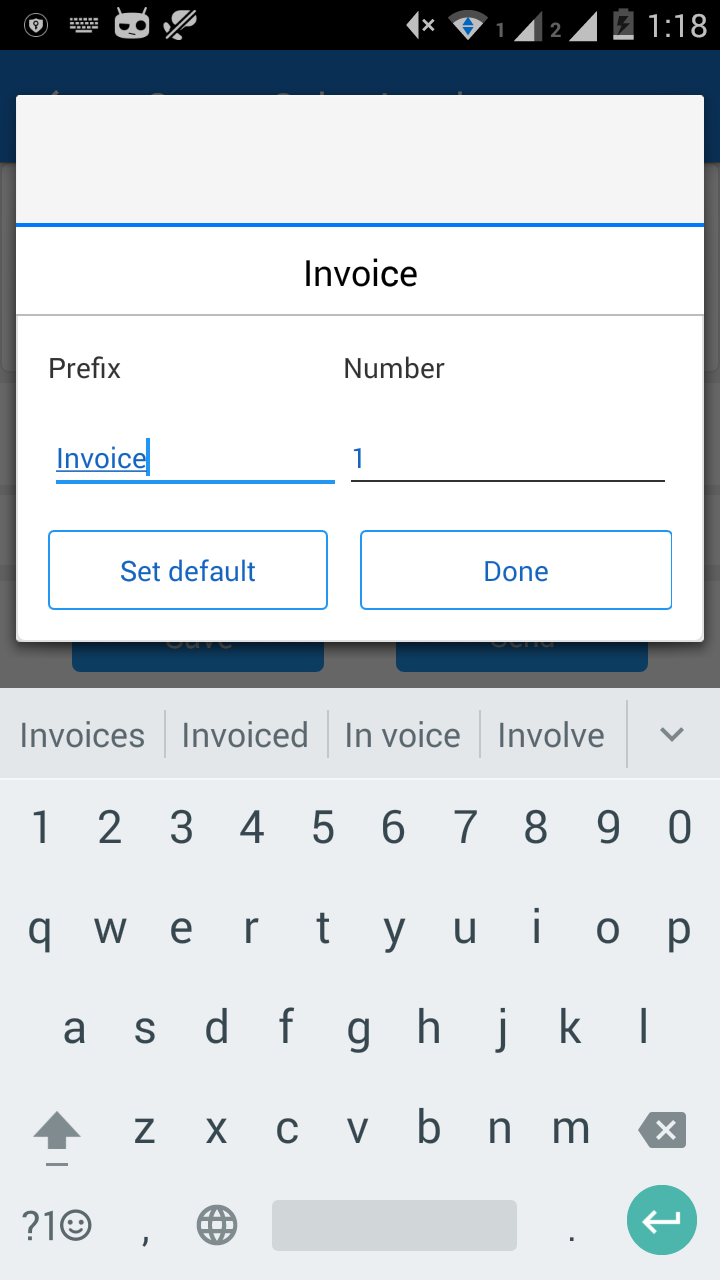 1 2 1:18
Invoice
Prefix Number
Invoice 1
Set default Done
Save Send
Invoices Invoiced In voice Involve
1 2 3 4 5 6 7 8 9 0
q w e r t y u i o p
a s d f g h j k l
z x c v b n m
?1 , .